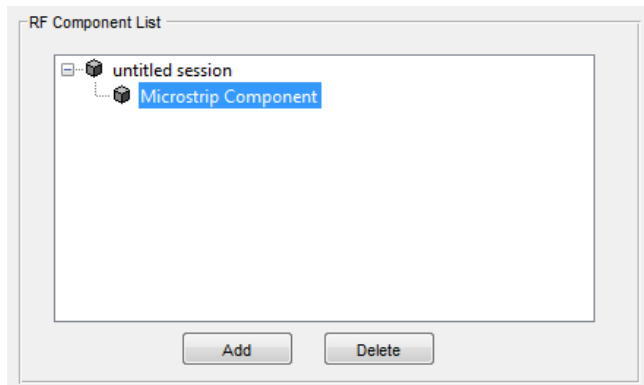 RF Component List
untitled session
Microstrip Component
Add Delete